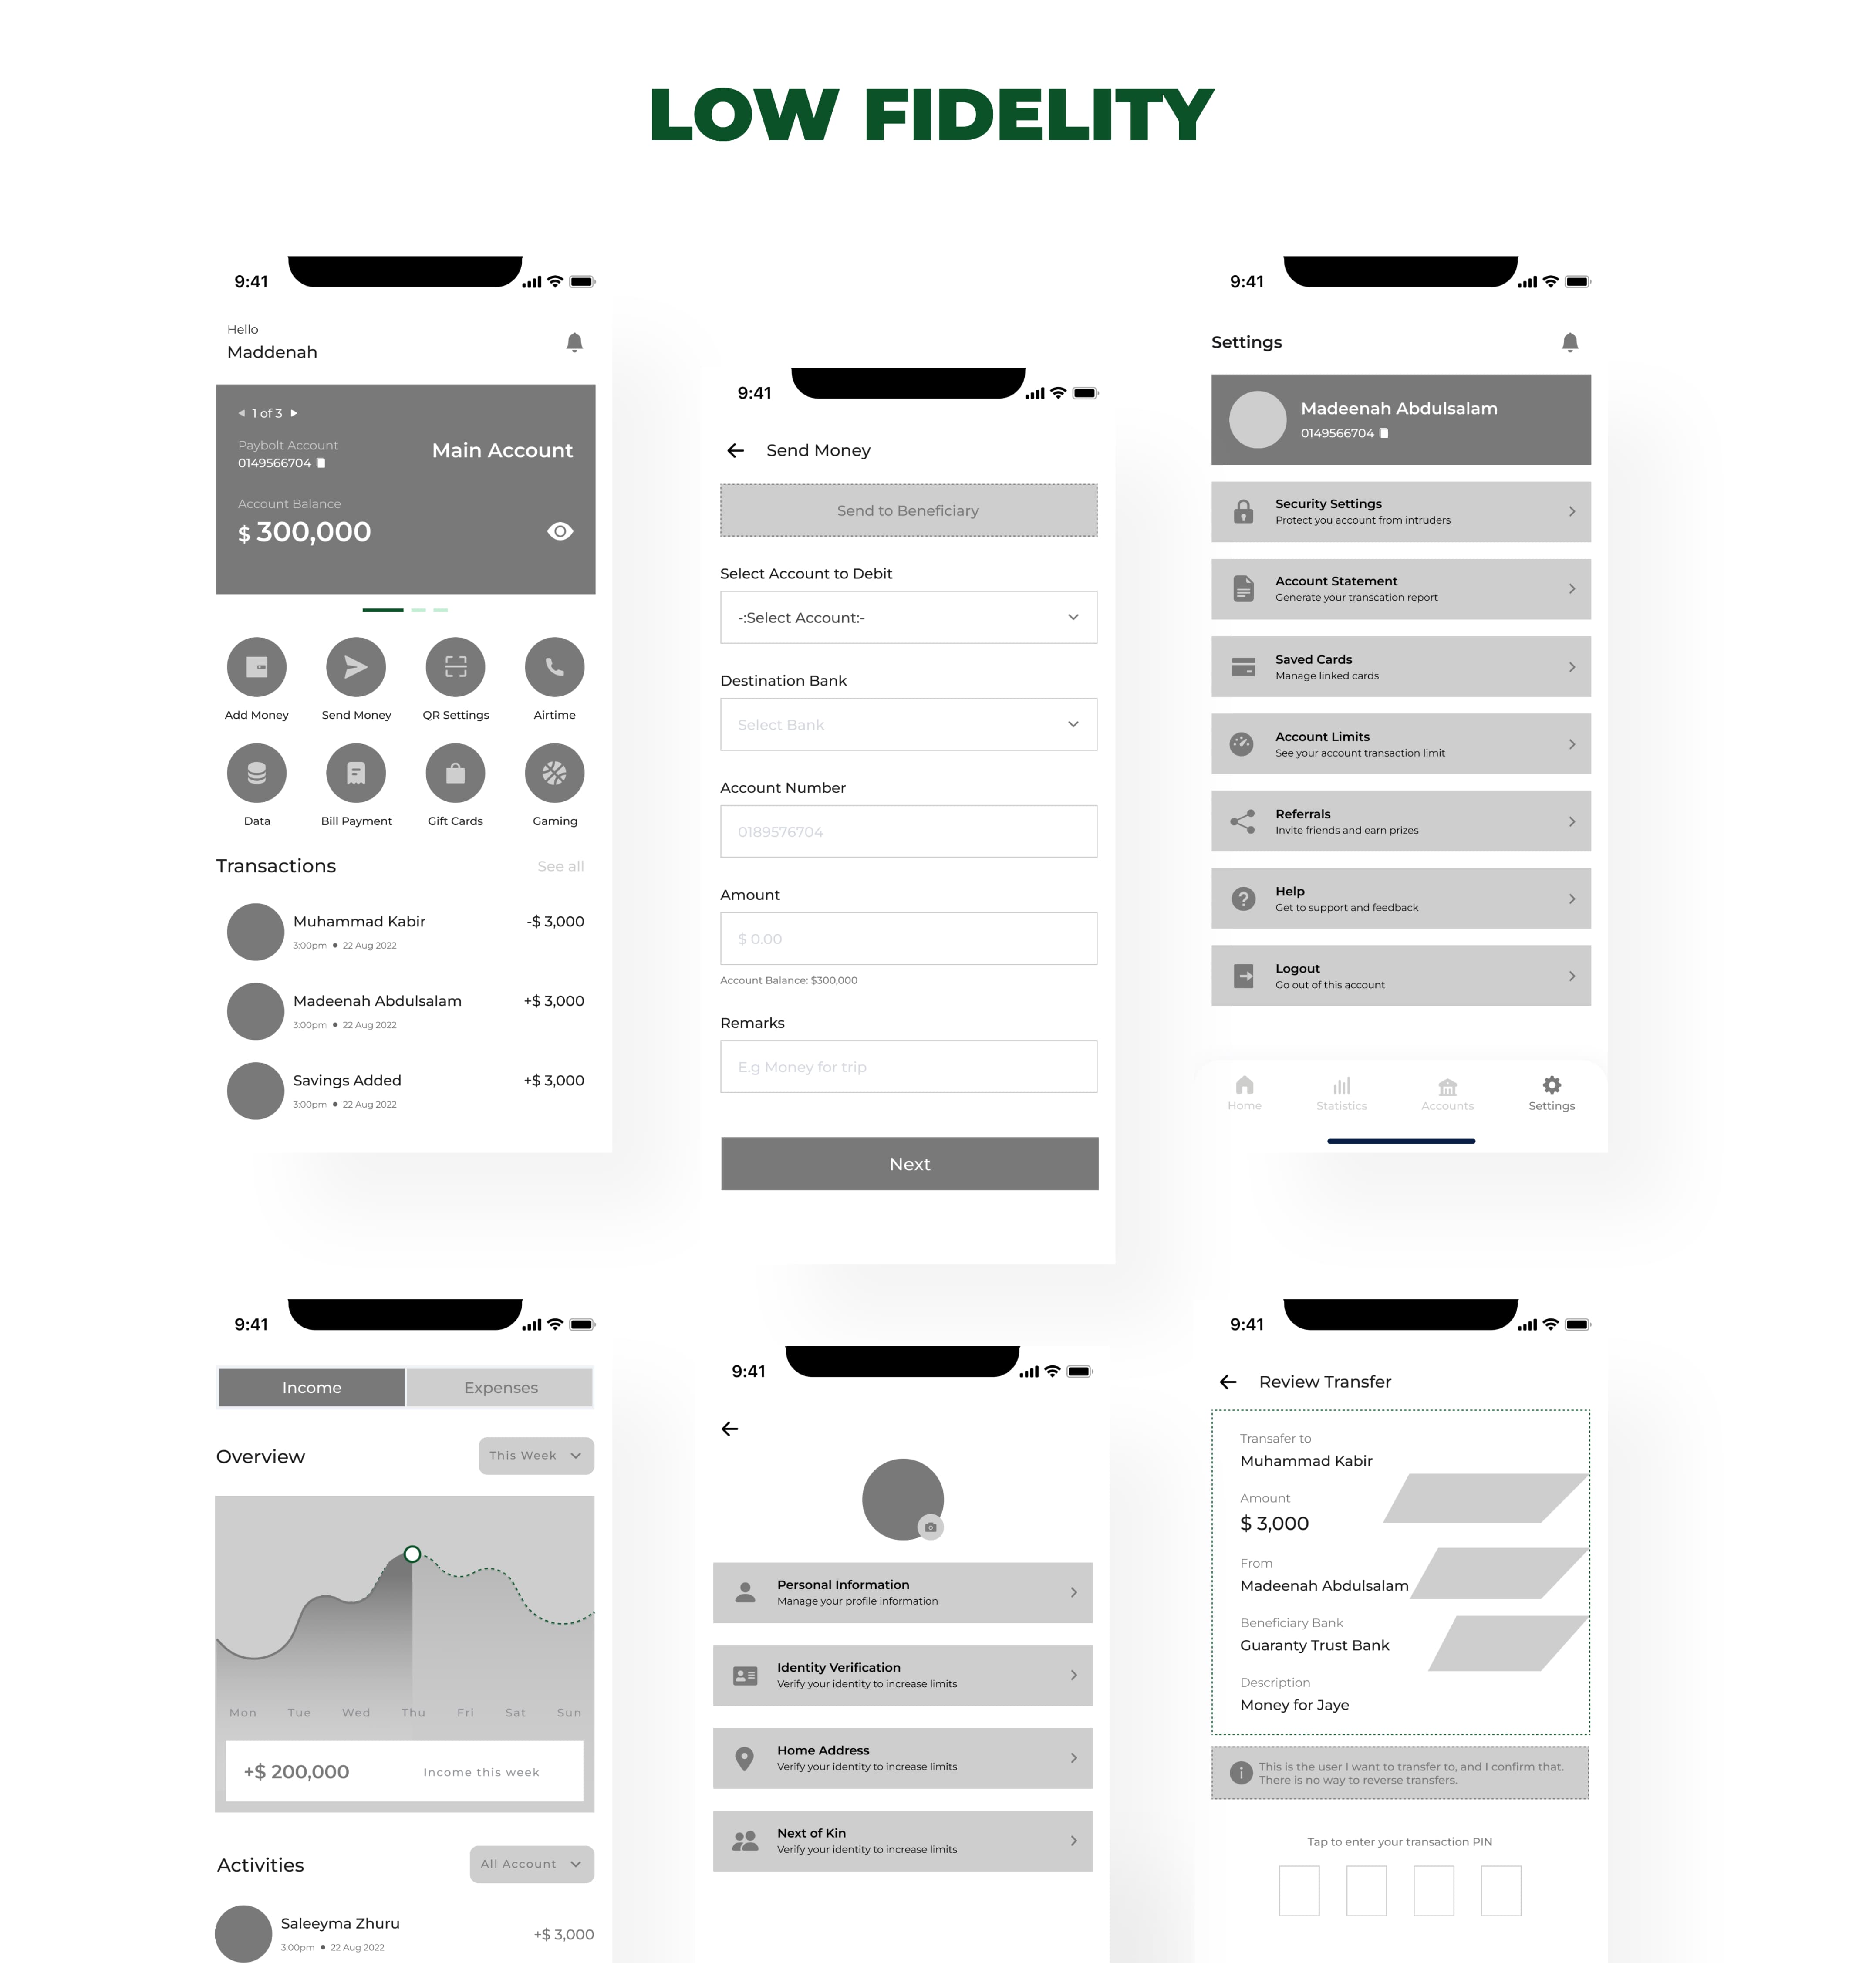 LOW FIDELITY
9:41
Hello
Maddenah
1 of 3
Paybolt Account
0149566704
Main Account
Account Balance
$ 300,000
Add Money
Send Money
QR Settings
Airtime
Data
Bill Payment
Gift Cards
Gaming
Transactions
See all
Muhammad Kabir
-$ 3,000
3:00pm • 22 Aug 2022
Madeenah Abdulsalam
+$ 3,000
3:00pm • 22 Aug 2022
Savings Added
+$ 3,000
3:00pm • 22 Aug 2022
9:41
Send Money
Send to Beneficiary
Select Account to Debit
-:Select Account:-
Destination Bank
Select Bank
Account Number
0189576704
Amount
$ 0.00
Account Balance: $300,000
Remarks
E.g Money for trip
Next
9:41
Settings
Madeenah Abdulsalam
0149566704
Security Settings
Protect you account from intruders
Account Statement
Generate your transcation report
Saved Cards
Manage linked cards
Account Limits
See your account transaction limit
Referrals
Invite friends and earn prizes
Help
Get to support and feedback
Logout
Go out of this account
Home
Statistics
Accounts
Settings
9:41
Income
Expenses
Overview
This Week
Mon Tue Wed Thu Fri Sat Sun
+$ 200,000
Income this week
Activities
All Account
Saleeyma Zhuru
+$ 3,000
3:00pm • 22 Aug 2022
9:41
Personal Information
Manage your profile information
Identity Verification
Verify your identity to increase limits
Home Address
Verify your identity to increase limits
Next of Kin
Verify your identity to increase limits
9:41
Review Transfer
Transafer to
Muhammad Kabir
Amount
$ 3,000
From
Madeenah Abdulsalam
Beneficiary Bank
Guaranty Trust Bank
Description
Money for Jaye
This is the user I want to transfer to, and I confirm that.
There is no way to reverse transfers.
Tap to enter your transaction PIN